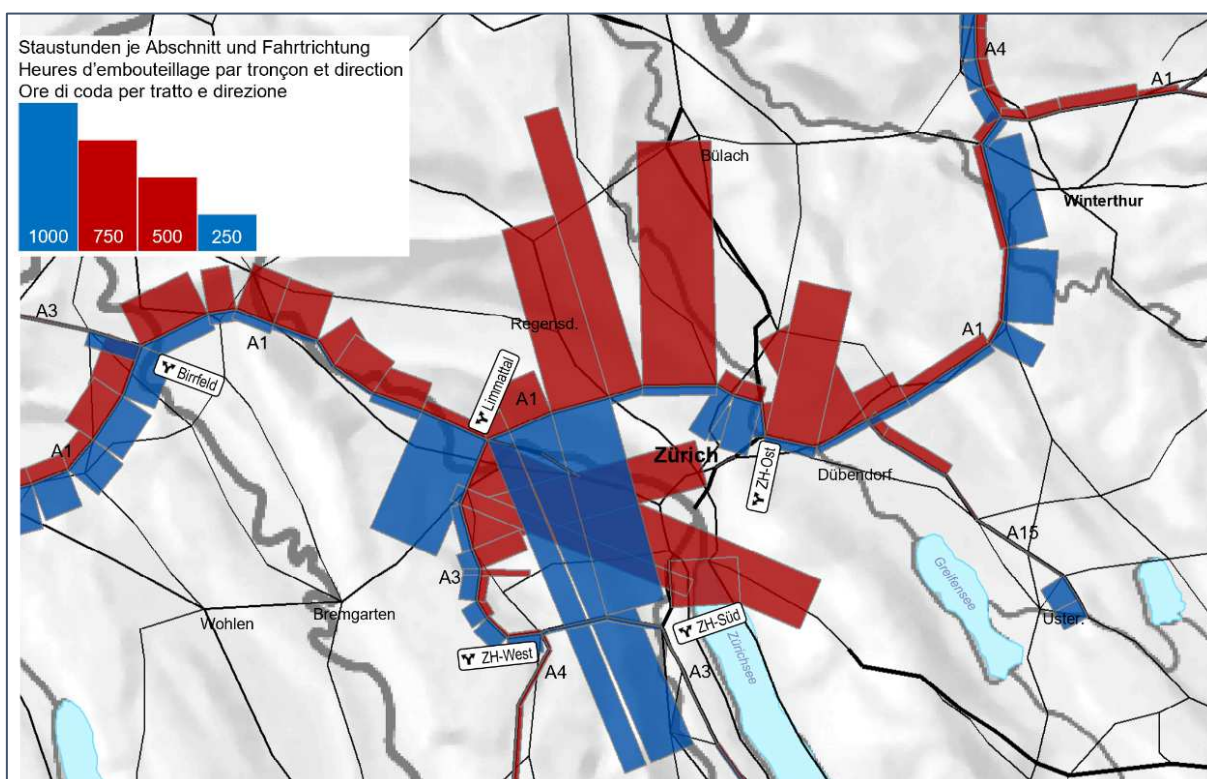 Staustunden je Abschnitt und Fahrtrichtung
Heures d'embouteillage par tronçon et direction
Ore di coda per tratto e direzione
1000 750 500 250
A4
A1
Bülach
Winterthur
A3
Regensd.
A1
A1
Birrfeld
Limmattal
A1
A1
Zürich
ZH-Ost
Dübendorf.
A15
Greifensee
A3
Wohlen
Bremgarten
Uster.
ZH-Süd
ZH-West
A4
A3
Zürichsee